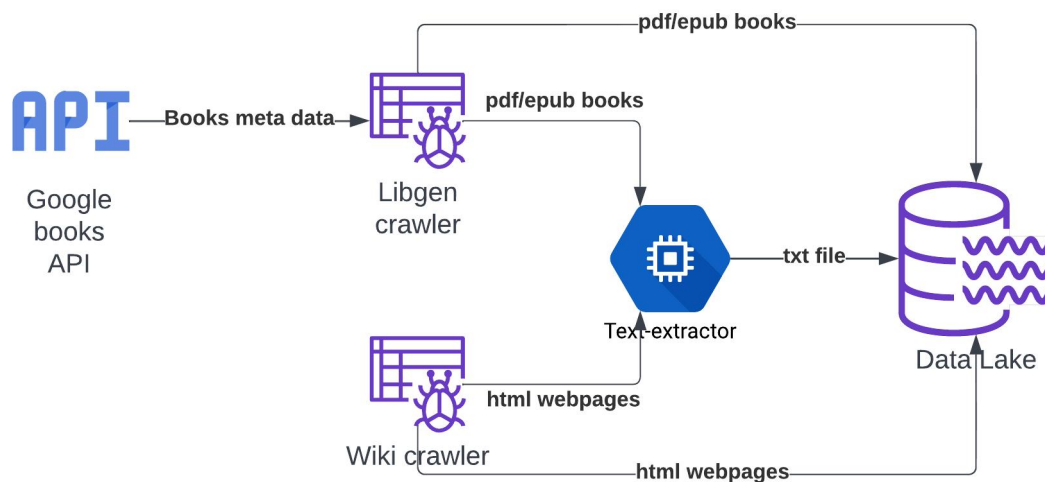 pdf/epub books
API
Books meta data
pdf/epub books
Google
books
API
Libgen
crawler
txt file
Text-extractor
Data Lake
html webpages
Wiki crawler
html webpages